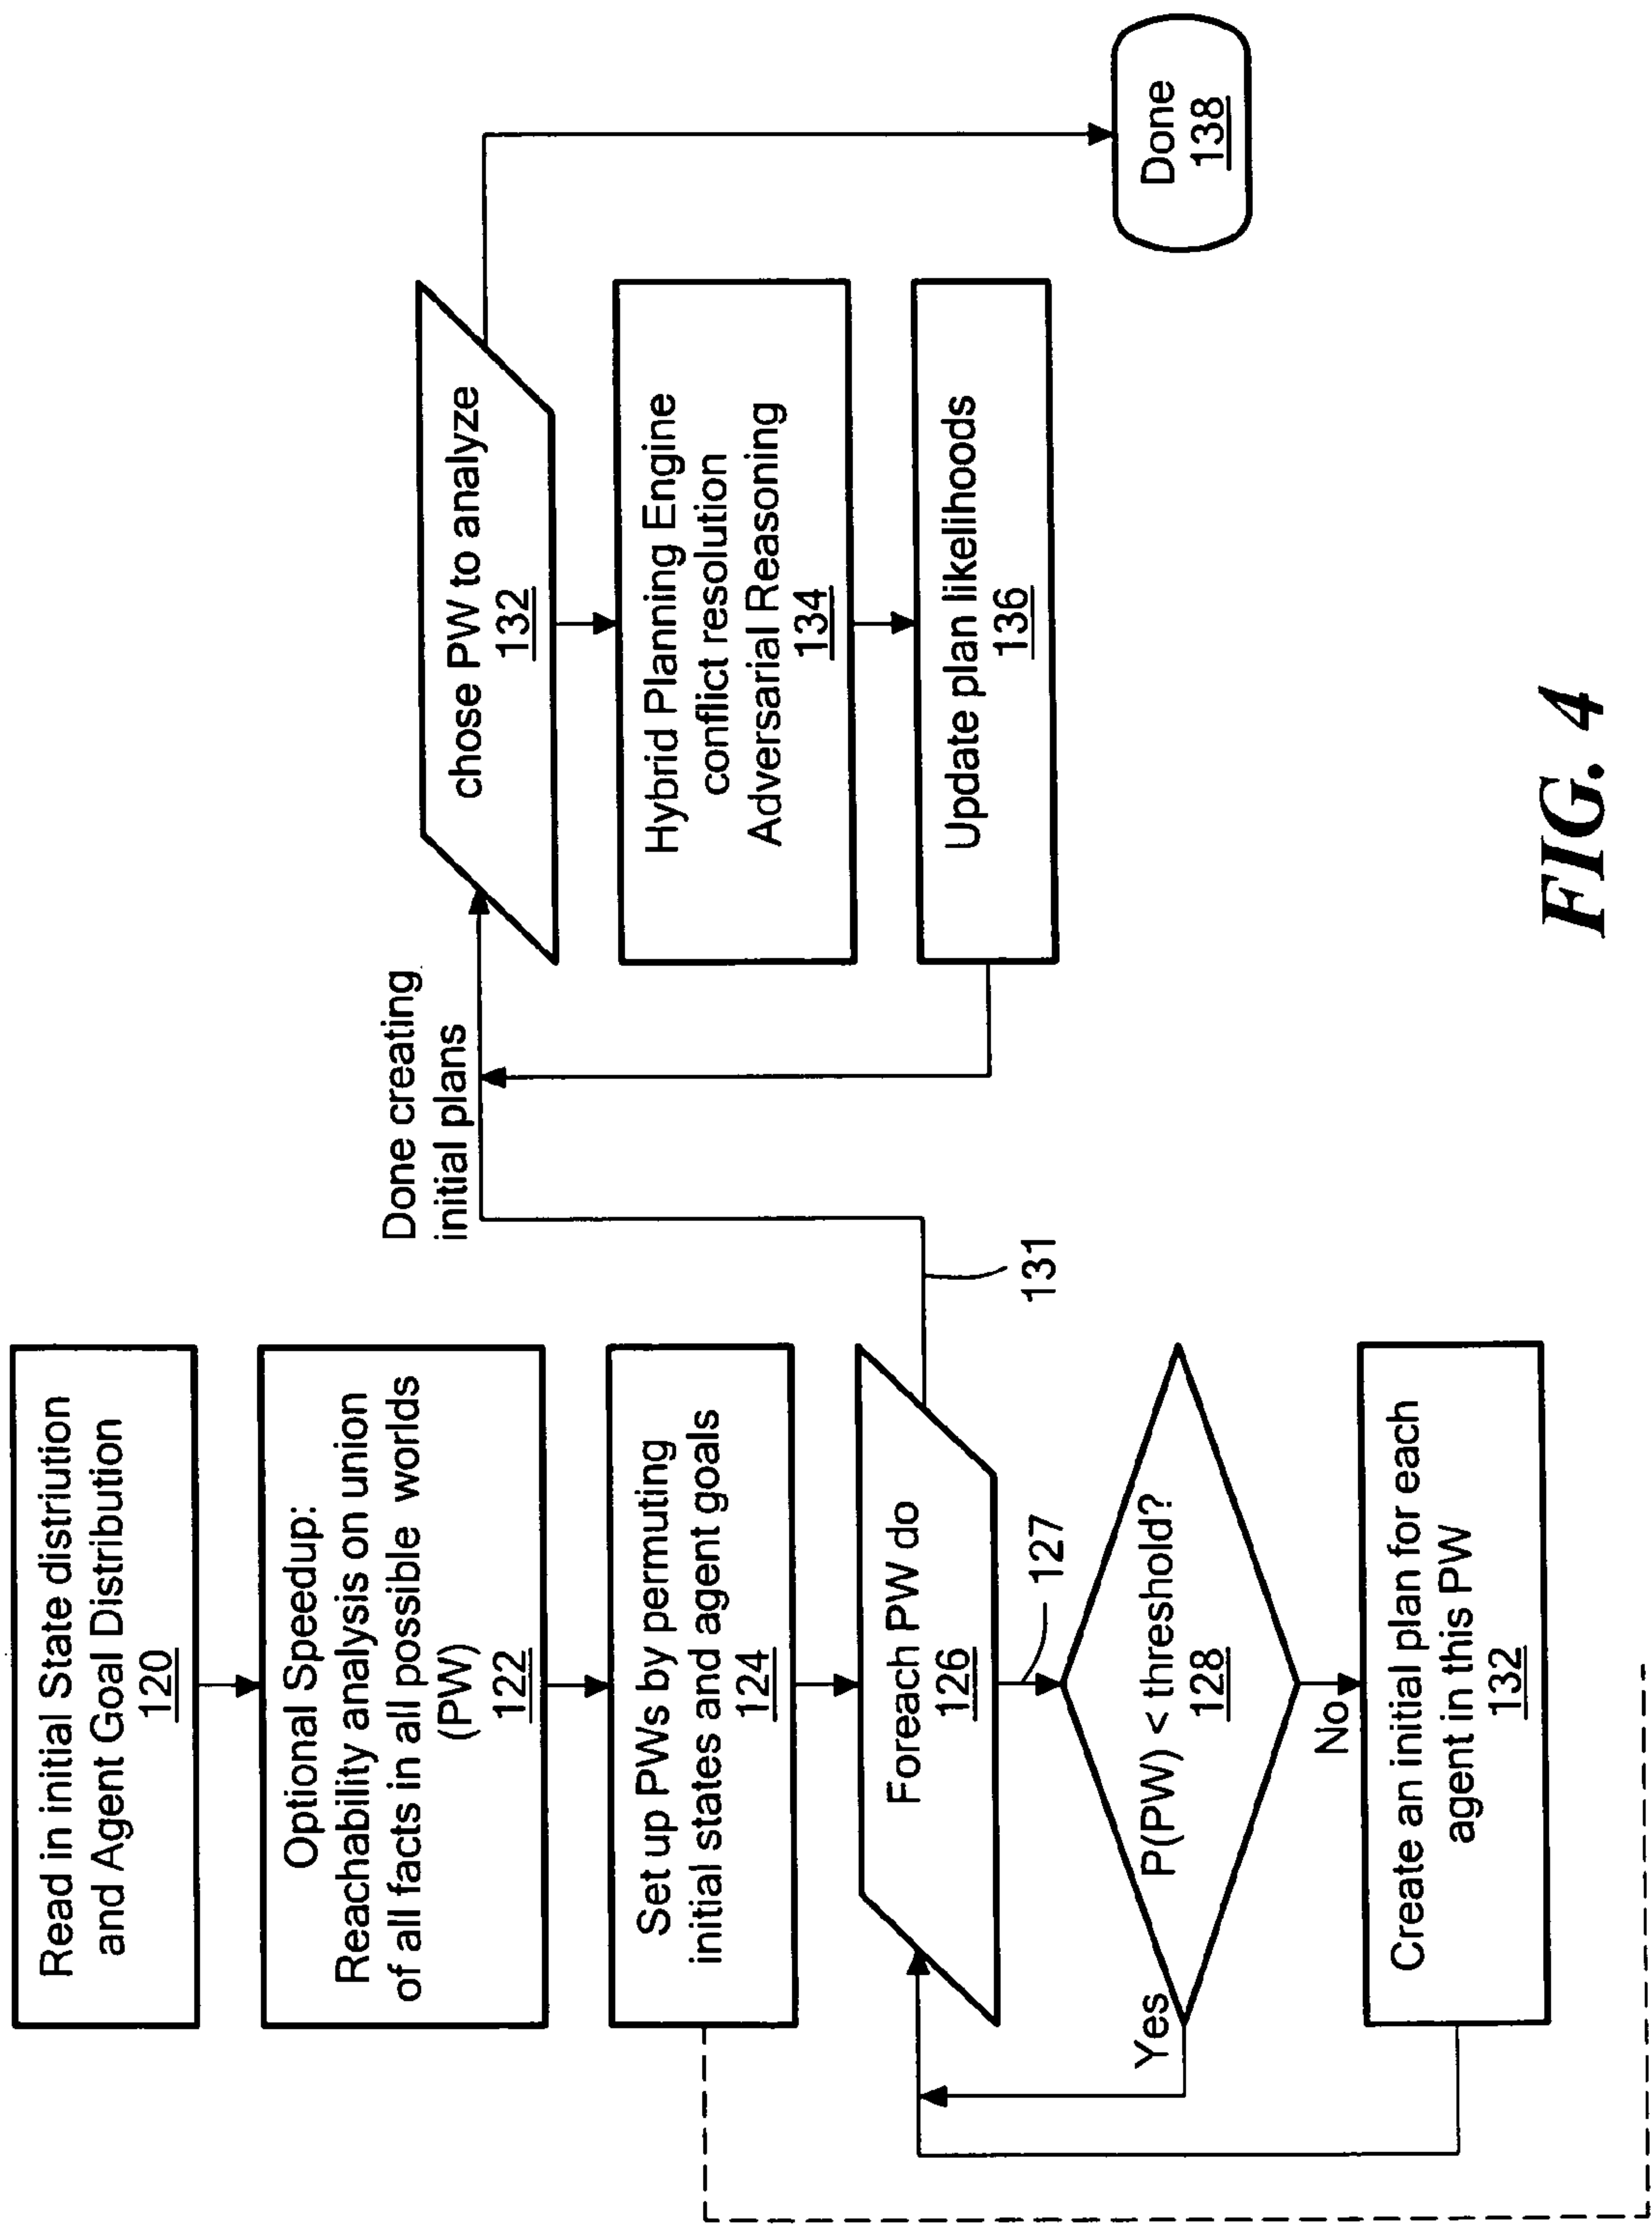 Read in initial State distriution
and Agent Goal Distribution
120
Optional Speedup:
Reachability analysis on union
of all facts in all possible worlds
(PW)
122
Set up PWs by permuting
initial states and agent goals
124
Foreach PW do
126
127
131
P(PW) < threshold?
128
Yes
No
Create an initial plan for each
agent in this PW
132
Done creating
initial plans
chose PW to analyze
132
Hybrid Planning Engine
conflict resolution
Adversarial Reasoning
134
Update plan likelihoods
136
Done
138
FIG. 4